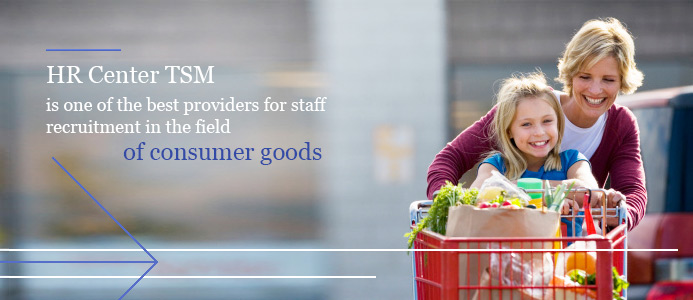 HR Center TSM
is one of the best providers for staff
recruitment in the field
of consumer goods